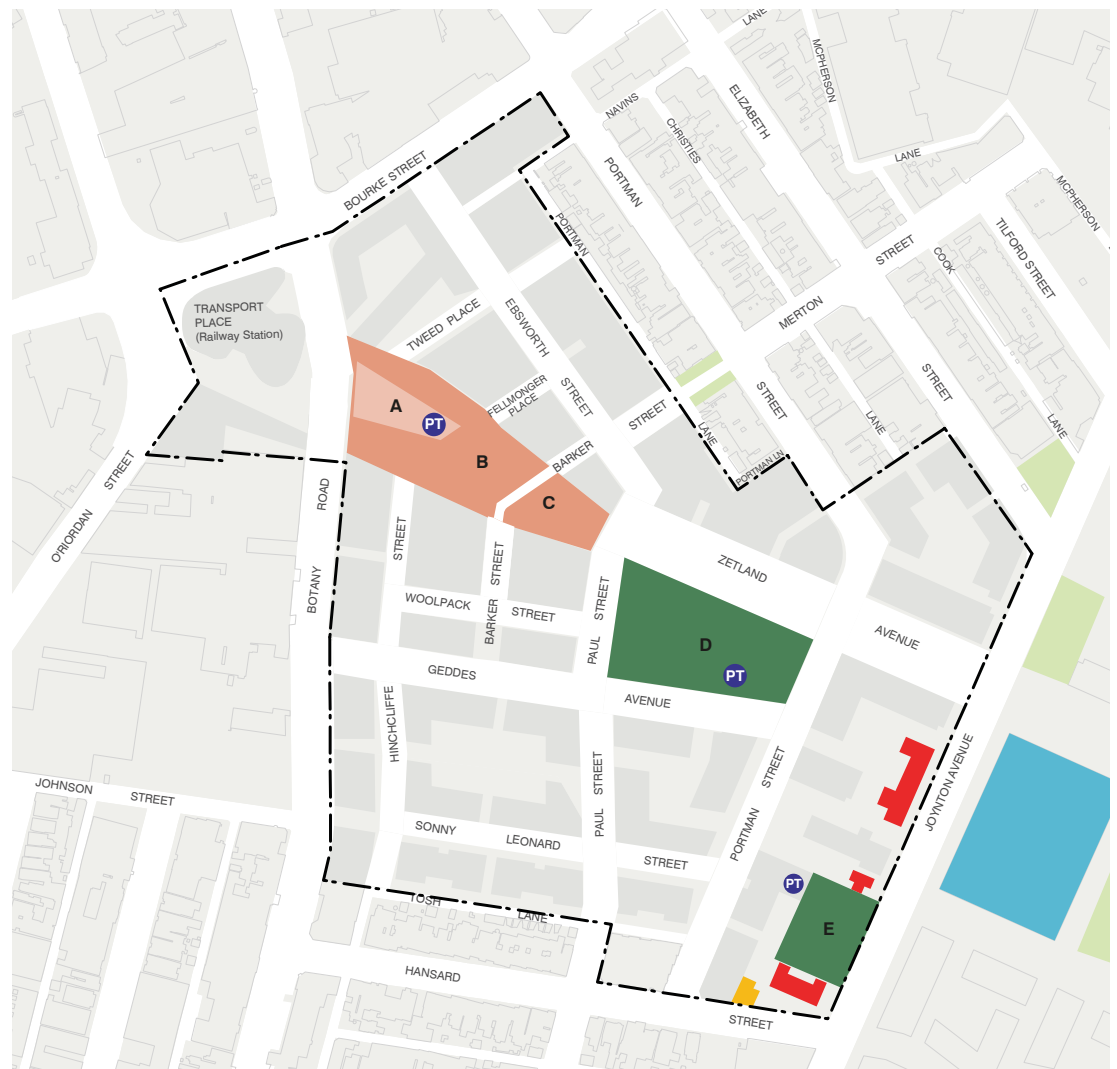 LANE
MCPHERSON
ELIZABETH
NAVINS
CHRISTIES
LANE
BOURKE STREET
PORTMAN
MCPHERSON
PORTMAN
STREET
TILFORD STREET
COOK
TRANSPORT
PLACE
(Railway Station)
TWEED PLACE
EBSWORTH
MERTON
STREET
STREET
STREET
FELLMONGER
PLACE
A
PT
STREET
LANE
LANE
LANE
BARKER
B
PORTMAN LN
O'RIORDAN
STREET
ROAD
C
STREET
STREET
ZETLAND
BOTANY
WOOLPACK
STREET
BARKER
STREET
PAUL
AVENUE
D
GEDDES
PT
AVENUE
HINCHCLIFFE
STREET
STREET
PAUL
JOYNTON AVENUE
JOHNSON
STREET
SONNY
LEONARD
STREET
PORTMAN
PT
TOSH
LANE
E
HANSARD
STREET